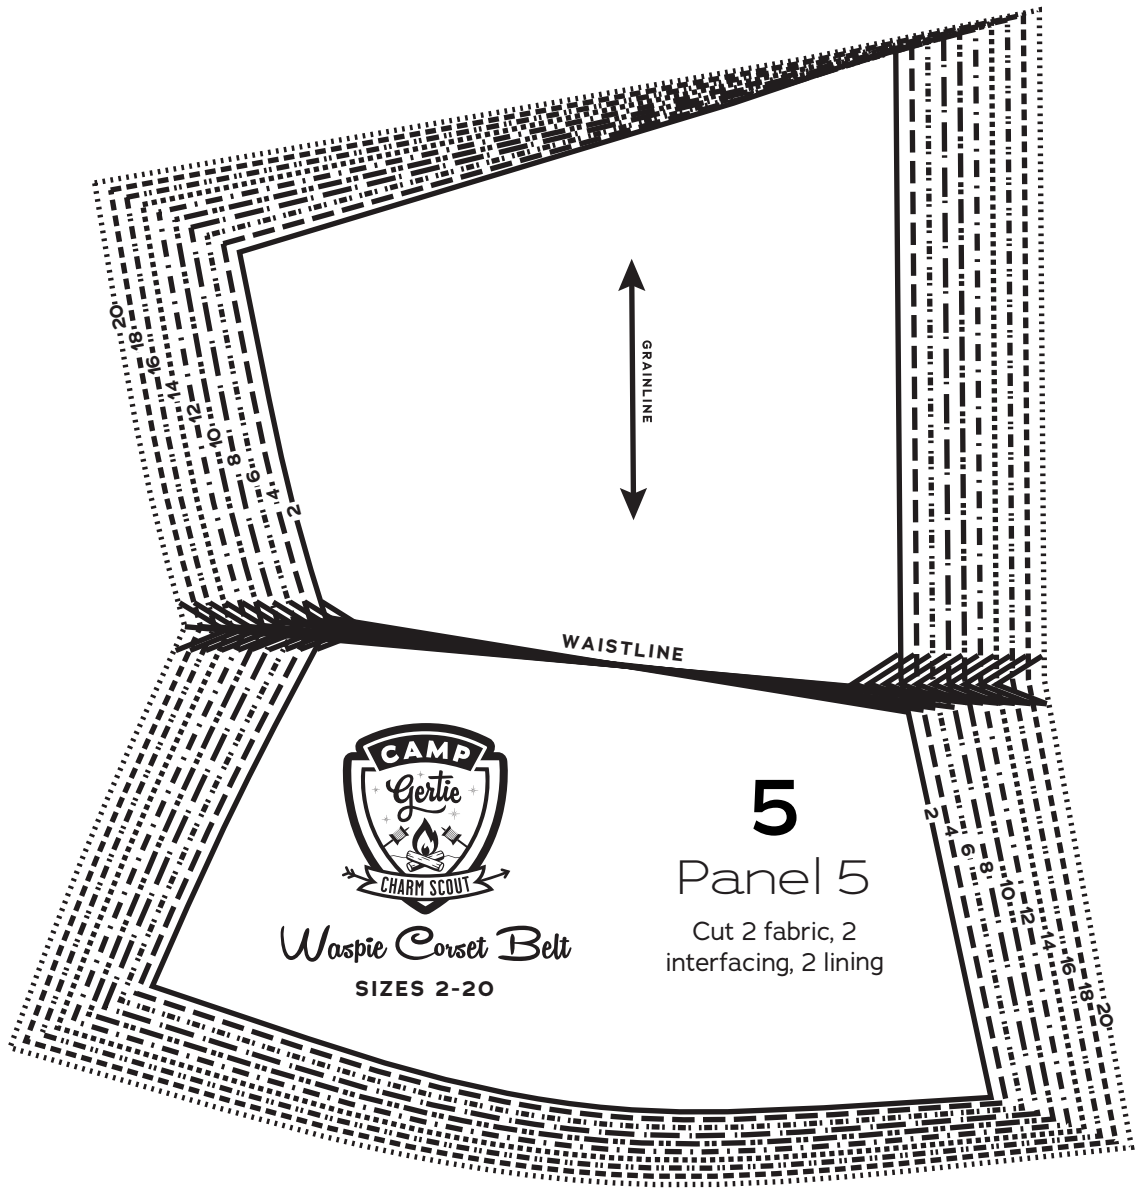 20
18
16
14
12
10
8
6
4
2
GRAINLINE
WAISTLINE
CAMP
Gertie
CHARM SCOUT
Waspie Corset Belt
SIZES 2-20
5
Panel 5
Cut 2 fabric, 2
interfacing, 2 lining
2
4
6
8
10
12
14
16
18
20